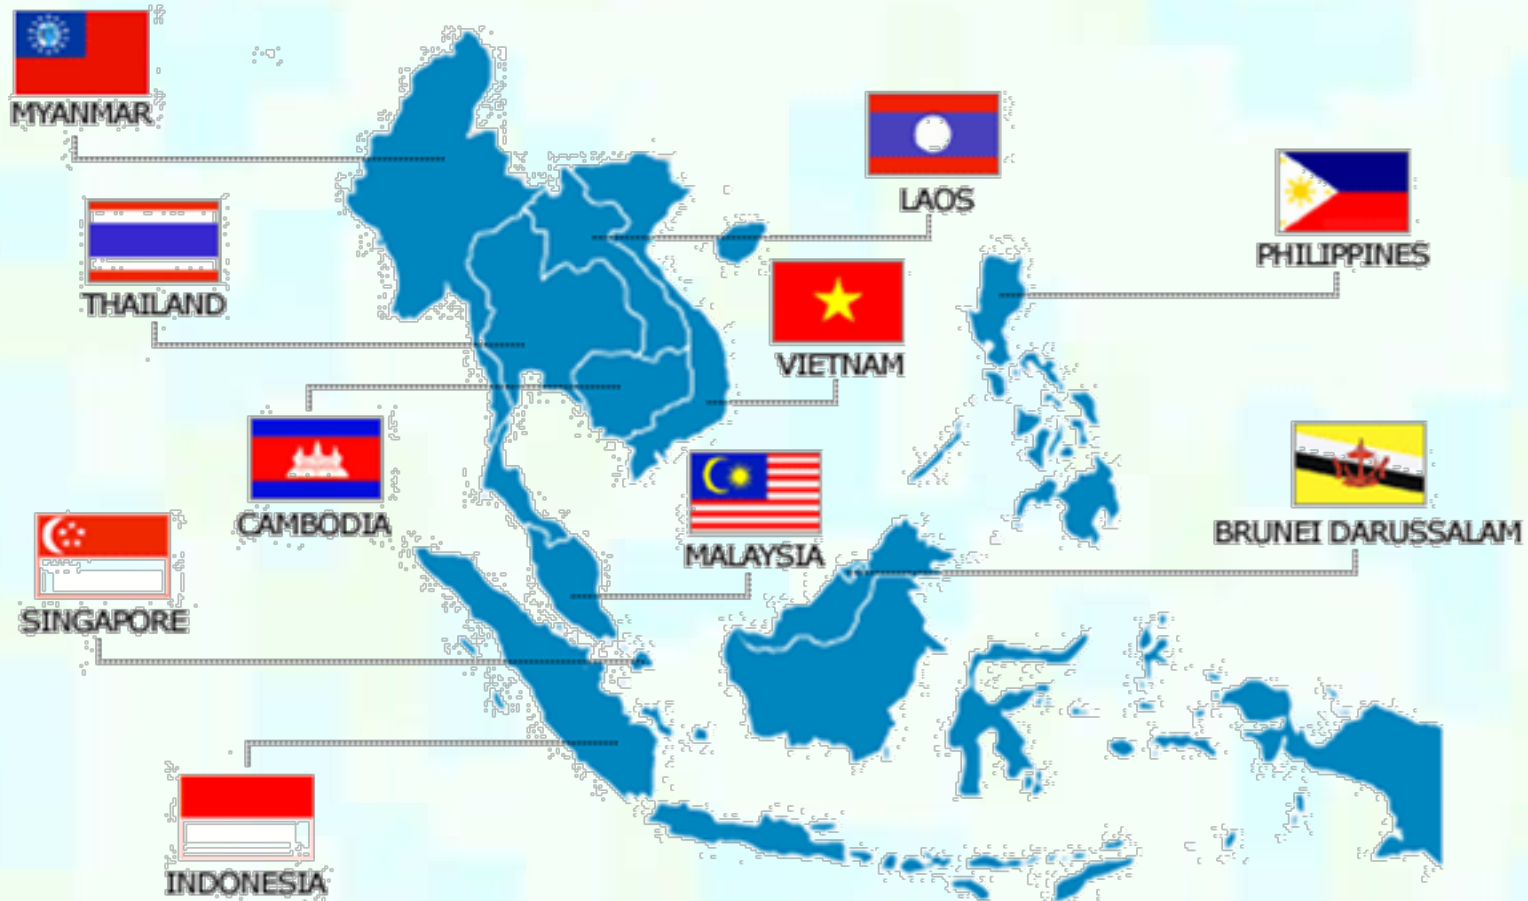 MYANMAR
LAOS
PHILIPPINES
THAILAND
VIETNAM
CAMBODIA
MALAYSIA
BRUNEI DARUSSALAM
SINGAPORE
INDONESIA